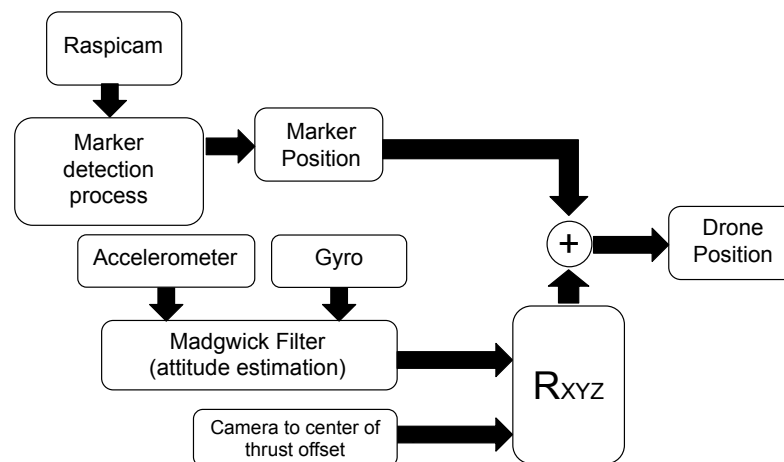 Raspicam
Marker
detection
process
Marker
Position
+
Drone
Position
Accelerometer
Gyro
Madgwick Filter
(attitude estimation)
RXYZ
Camera to center of
thrust offset